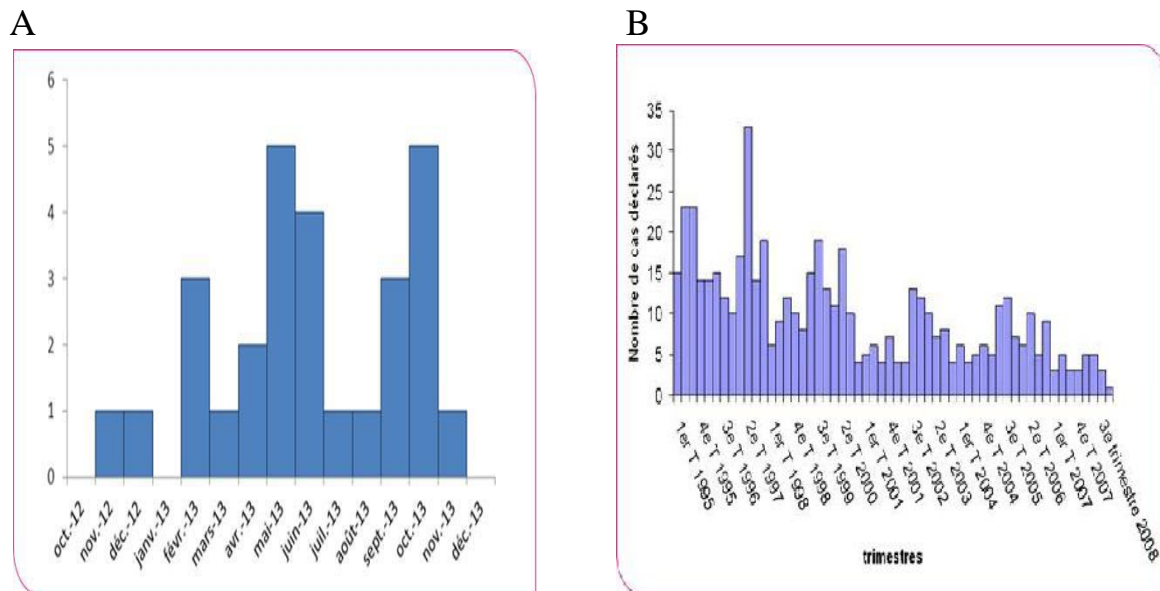 A
B
6
5
4
3
2
1
0
oct.-12
nov.-12
déc.-12
janv.-13
févr.-13
mars-13
avr.-13
mai-13
juin-13
juil.-13
août-13
sept.-13
oct.-13
nov.-13
déc.-13
Nombre de cas déclarés
35
30
25
20
15
10
5
0
1er T 1995
4e T 1995
3e T 1996
2e T 1997
1er T 1998
4e T 1998
3e T 1999
2e T 2000
1er T 2001
4e T 2001
3e T 2002
2e T 2003
1er T 2004
4e T 2004
3e T 2005
2e T 2006
1er T 2007
4e T 2007
3e trimestre 2008
trimestres